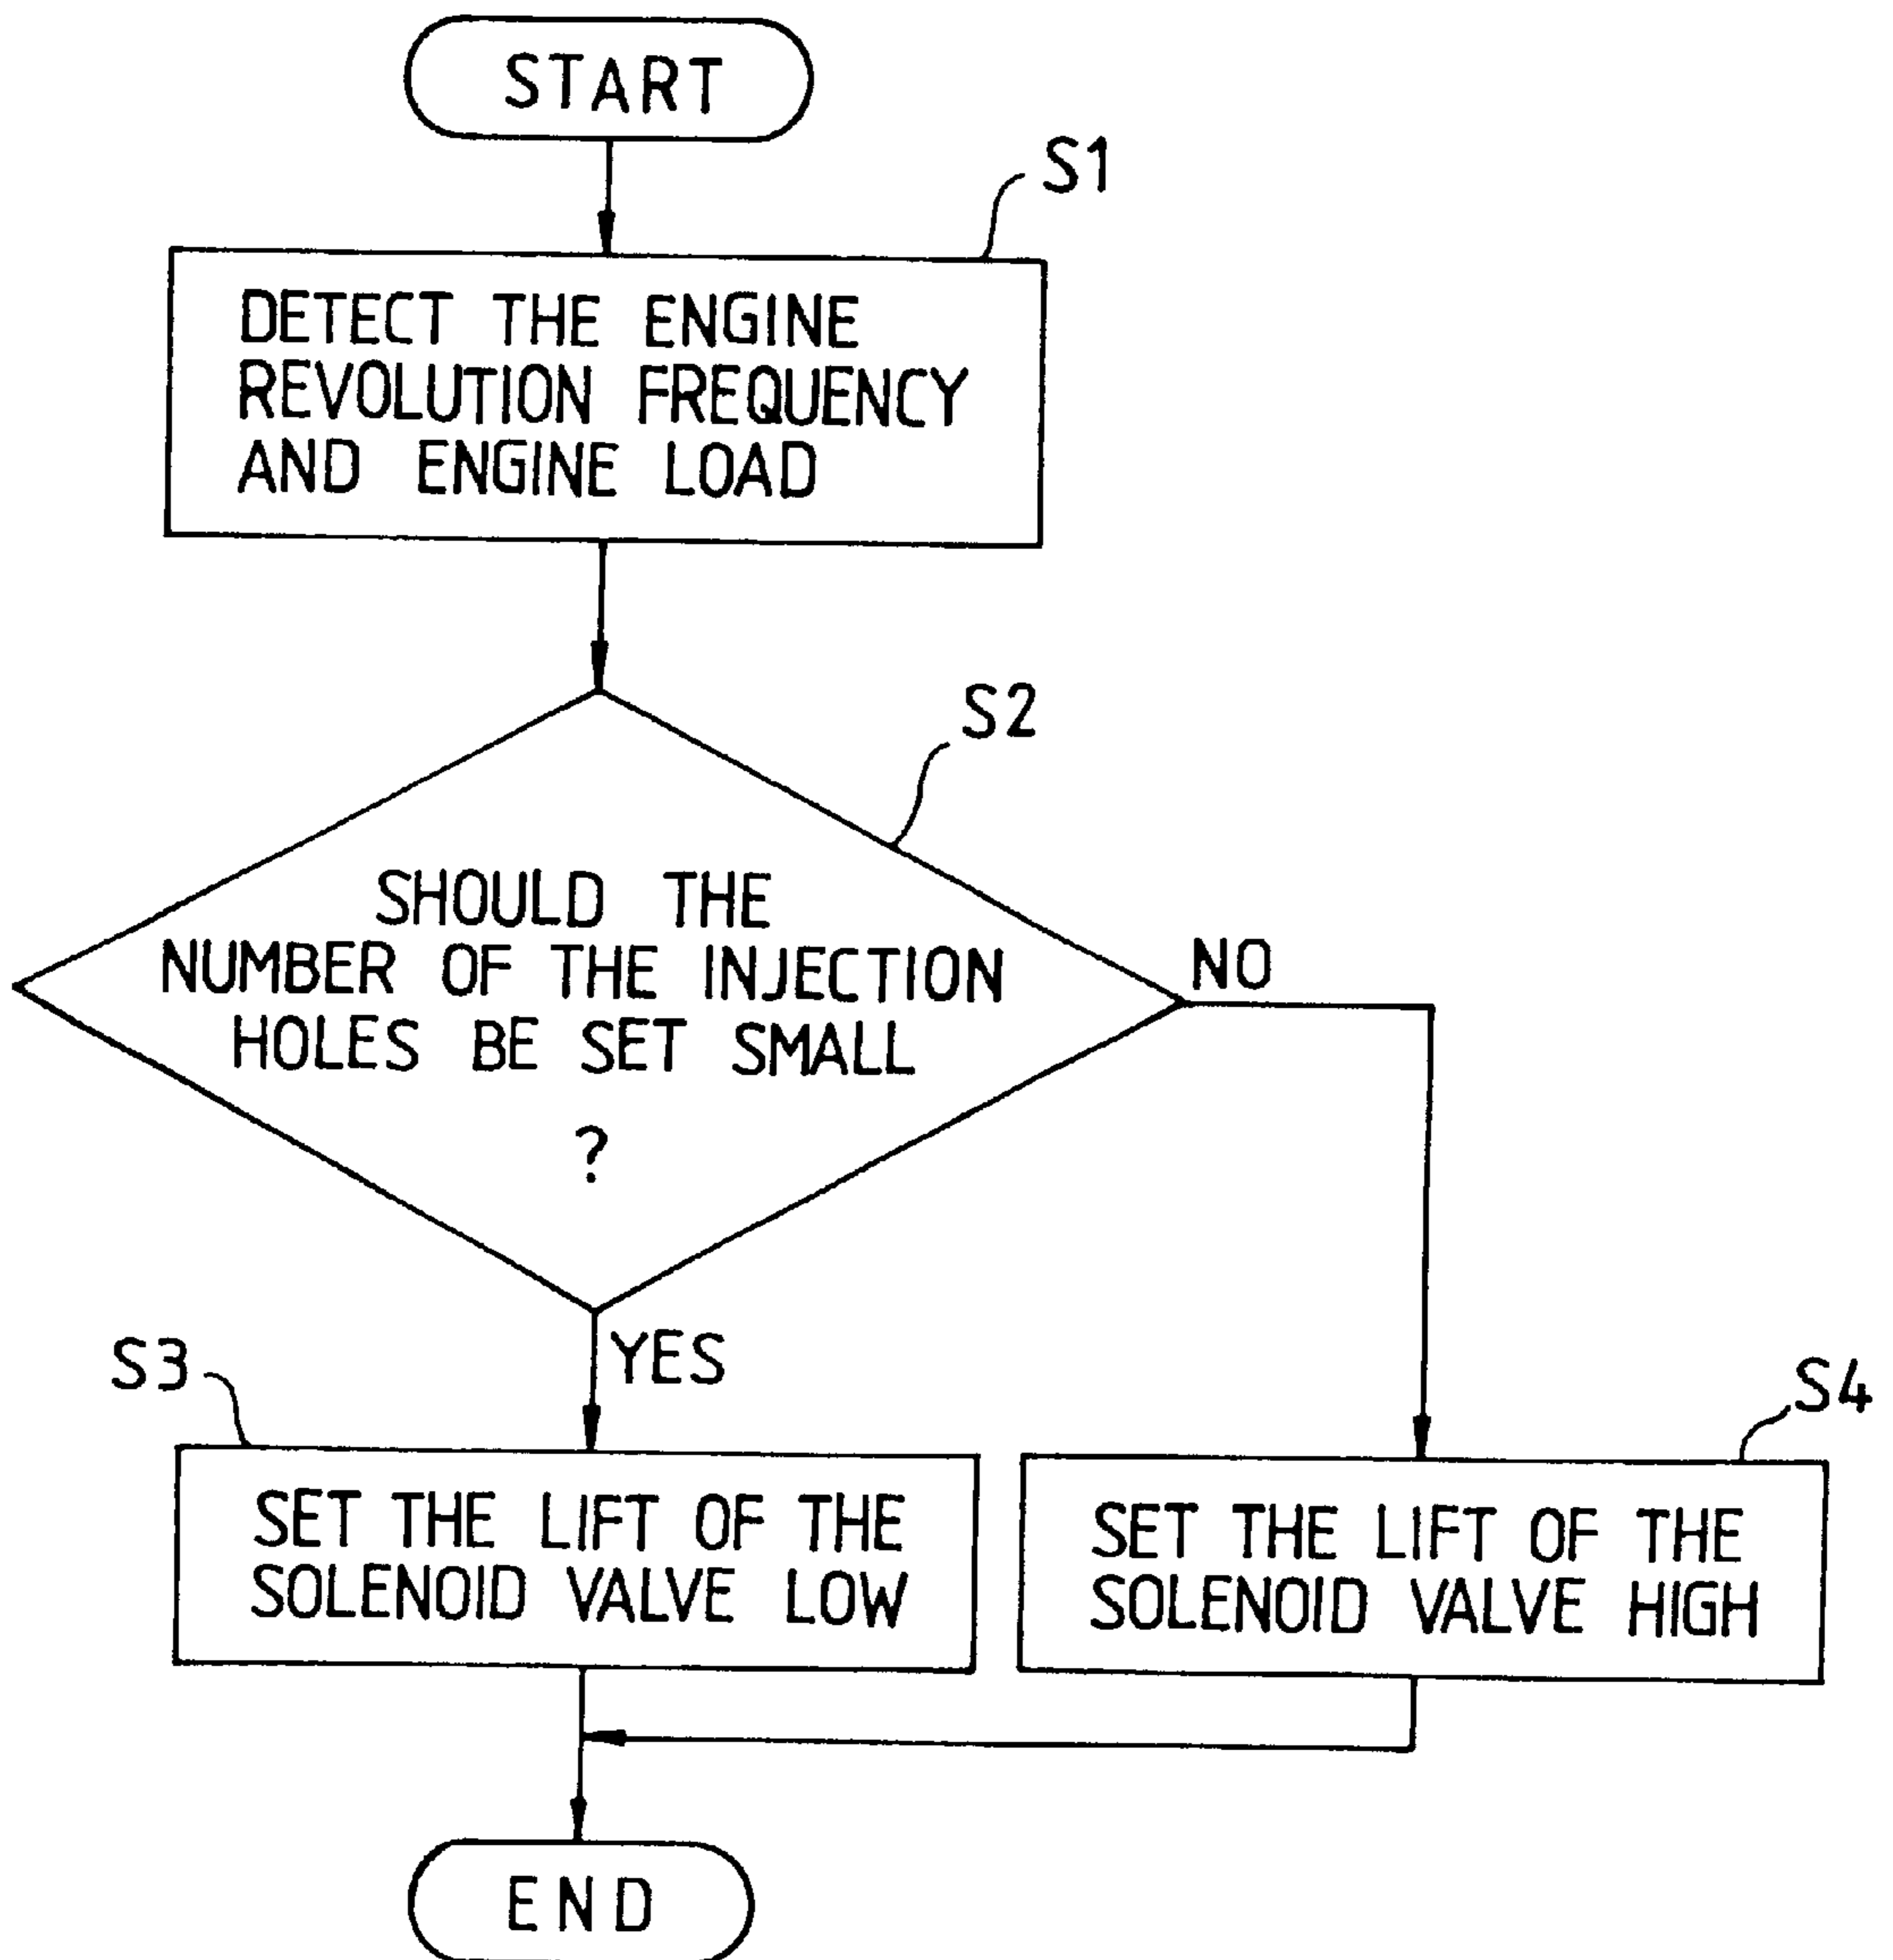 START
S1
DETECT THE ENGINE
REVOLUTION FREQUENCY
AND ENGINE LOAD
S2
SHOULD THE
NUMBER OF THE INJECTION
HOLES BE SET SMALL
?
NO
YES
S3
SET THE LIFT OF THE
SOLENOID VALVE LOW
S4
SET THE LIFT OF THE
SOLENOID VALVE HIGH
END